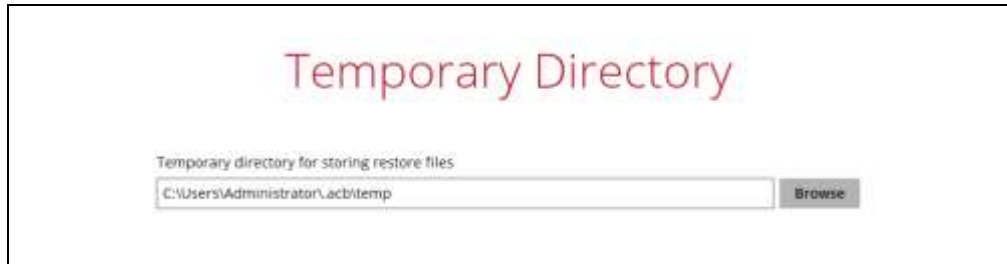 Temporary Directory
Temporary directory for storing restore files
C:\Users\Administrator\.acb\temp
Browse